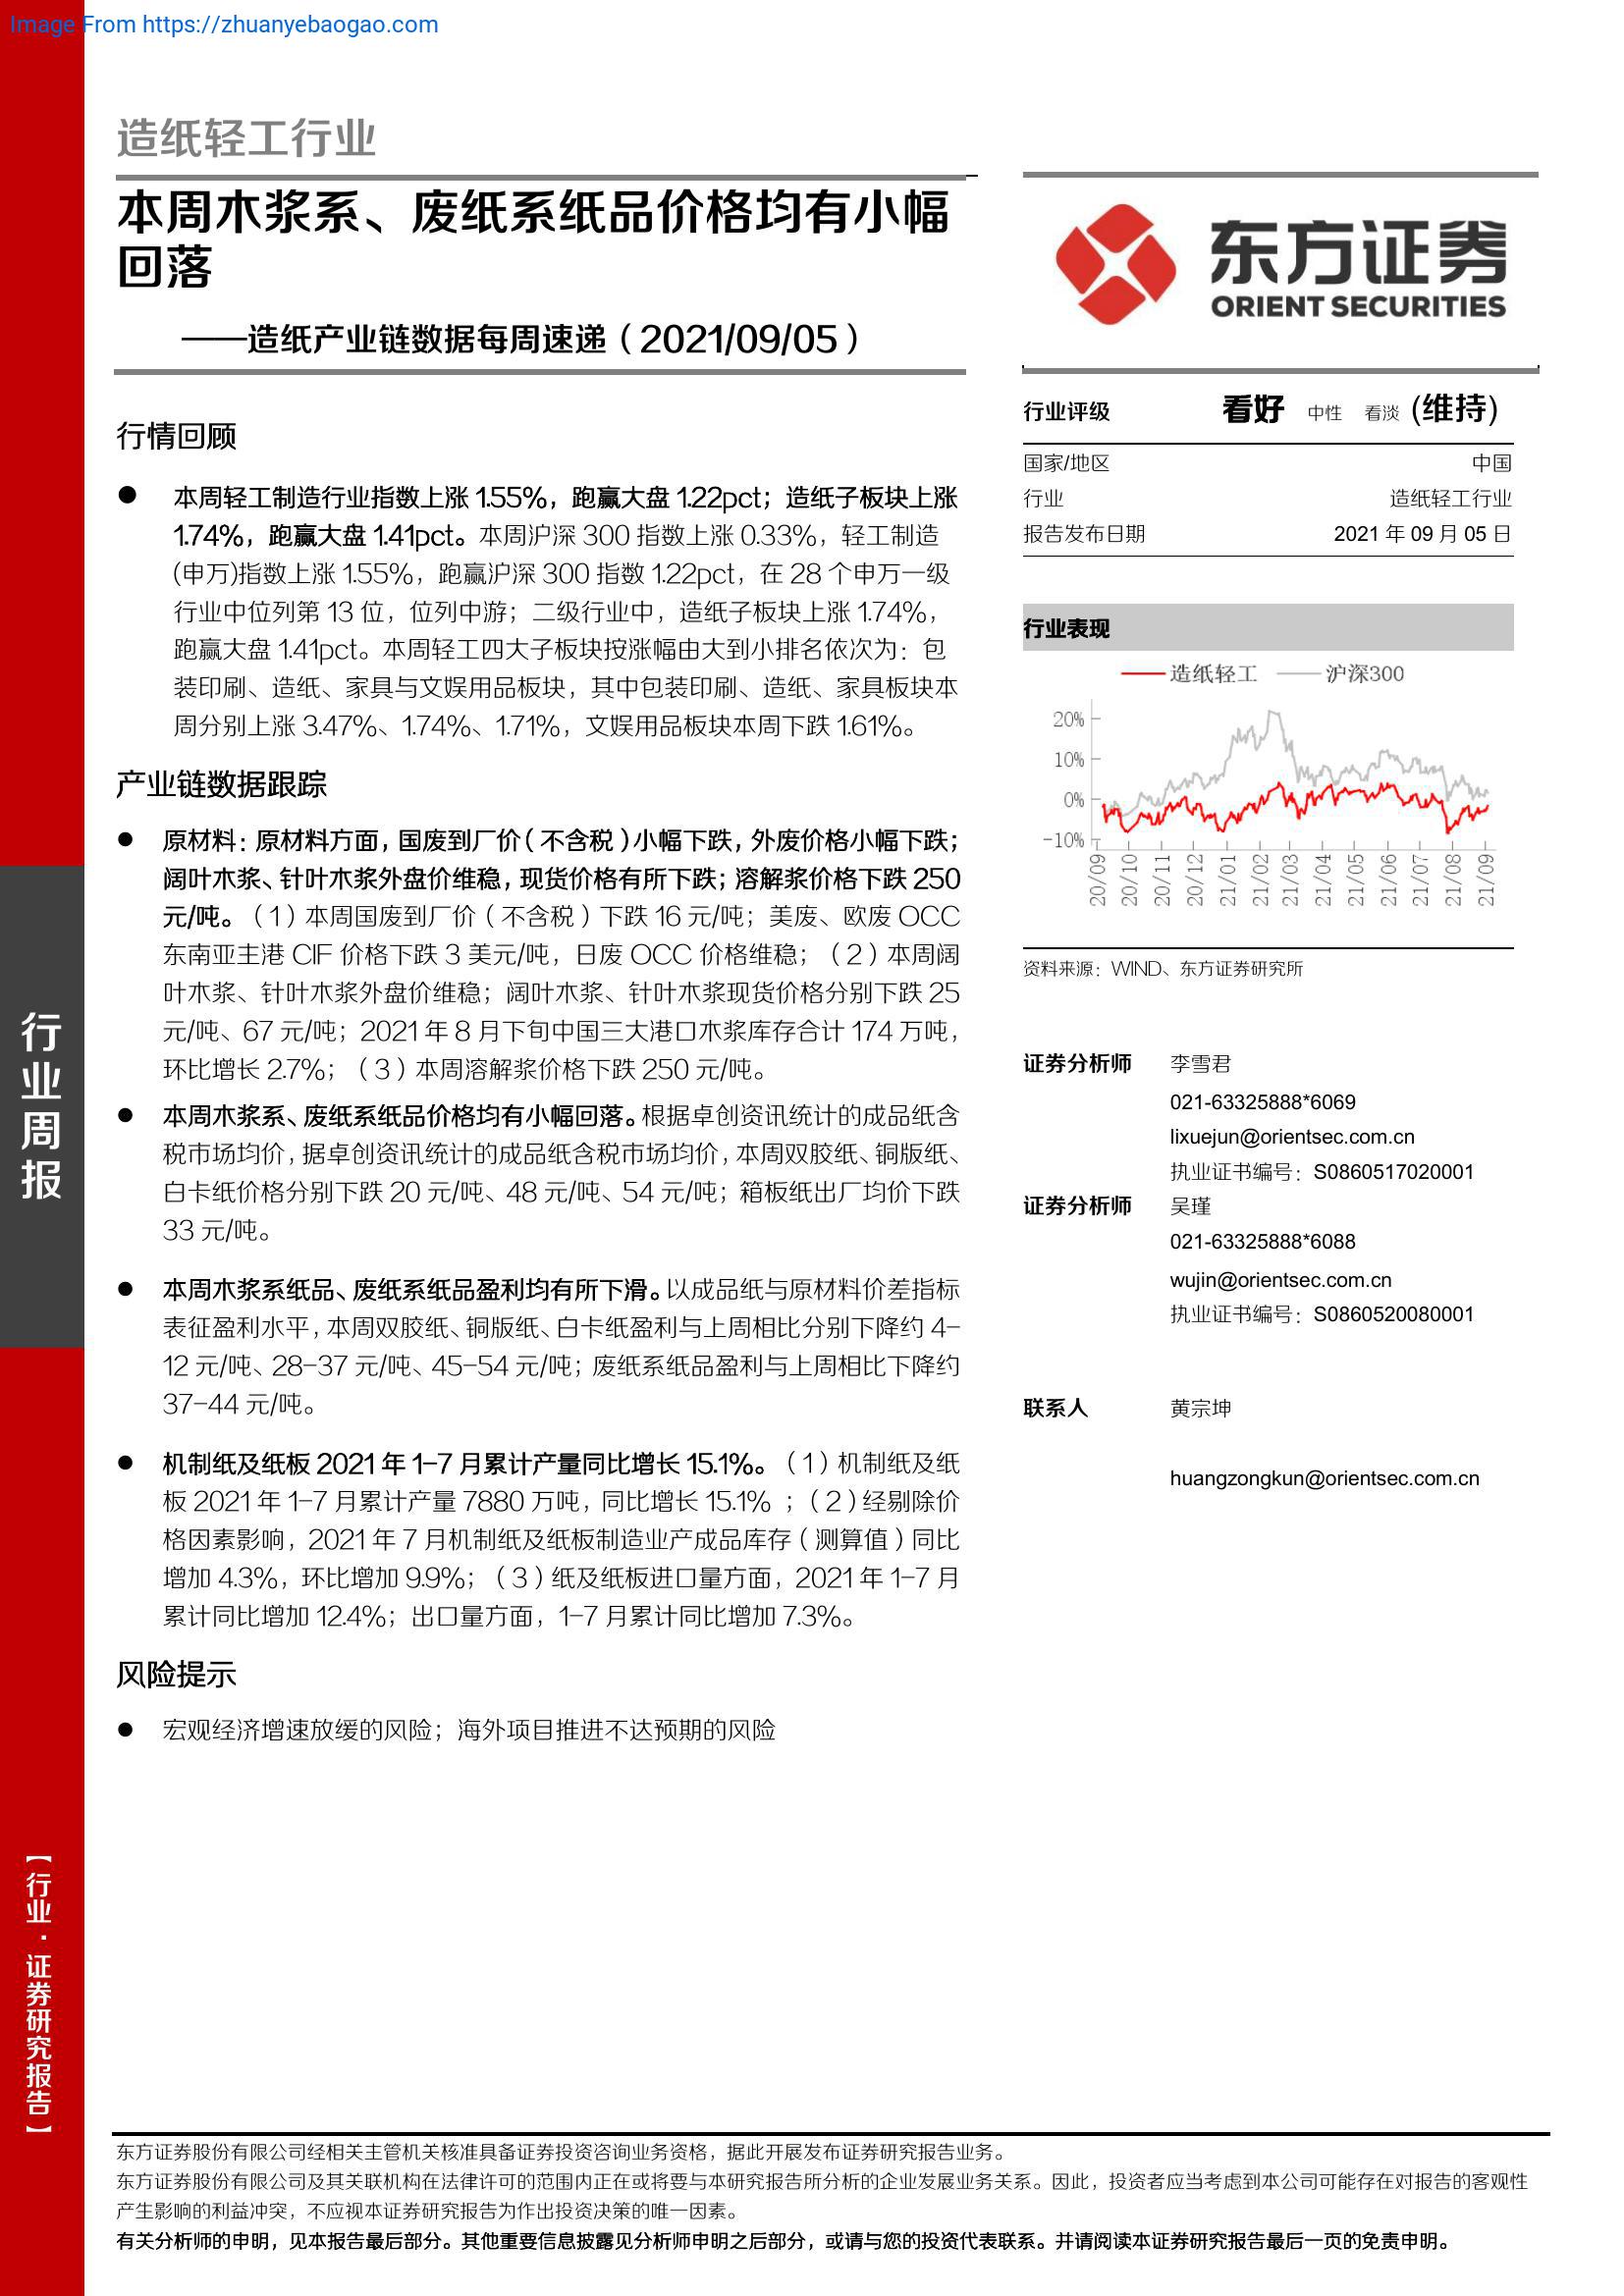 Image From https://zhuanyebaogao.com
造纸轻工行业
本周木浆系、废纸系纸品价格均有小幅
回落
——造纸产业链数据每周速递（2021/09/05）
行情回顾
● 本周轻工制造行业指数上涨 1.55%，跑赢大盘 1.22pct；造纸子板块上涨
1.74%，跑赢大盘 1.41pct。本周沪深 300 指数上涨 0.33%，轻工制造
(申万)指数上涨 1.55%，跑赢沪深 300 指数 1.22pct，在 28 个申万一级
行业中位列第 13 位，位列中游；二级行业中，造纸子板块上涨 1.74%，
跑赢大盘 1.41pct。本周轻工四大子板块按涨幅由大到小排名依次为：包
装印刷、造纸、家具与文娱用品板块，其中包装印刷、造纸、家具板块本
周分别上涨 3.47%、1.74%、1.71%，文娱用品板块本周下跌 1.61%。
产业链数据跟踪
● 原材料：原材料方面，国废到厂价（不含税）小幅下跌，外废价格小幅下跌；
阔叶木浆、针叶木浆外盘价维稳，现货价格有所下跌；溶解浆价格下跌 250
元/吨。（1）本周国废到厂价（不含税）下跌 16 元/吨；美废、欧废 OCC
东南亚主港 CIF 价格下跌 3 美元/吨，日废 OCC 价格维稳；（2）本周阔
叶木浆、针叶木浆外盘价维稳；阔叶木浆、针叶木浆现货价格分别下跌 25
元/吨、67 元/吨；2021 年 8 月下旬中国三大港口木浆库存合计 174 万吨，
环比增长 2.7%；（3）本周溶解浆价格下跌 250 元/吨。
● 本周木浆系、废纸系纸品价格均有小幅回落。根据卓创资讯统计的成品纸含
税市场均价，据卓创资讯统计的成品纸含税市场均价，本周双胶纸、铜版纸、
白卡纸价格分别下跌 20 元/吨、48 元/吨、54 元/吨；箱板纸出厂均价下跌
33 元/吨。
● 本周木浆系纸品、废纸系纸品盈利均有所下滑。以成品纸与原材料价差指标
表征盈利水平，本周双胶纸、铜版纸、白卡纸盈利与上周相比分别下降约 4-
12 元/吨、28-37 元/吨、45-54 元/吨；废纸系纸品盈利与上周相比下降约
37-44 元/吨。
● 机制纸及纸板 2021 年 1-7 月累计产量同比增长 15.1%。（1）机制纸及纸
板 2021 年 1-7 月累计产量 7880 万吨，同比增长 15.1% ；（2）经剔除价
格因素影响，2021 年 7 月机制纸及纸板制造业产成品库存（测算值）同比
增加 4.3%，环比增加 9.9%；（3）纸及纸板进口量方面，2021 年 1-7 月
累计同比增加 12.4%；出口量方面，1-7 月累计同比增加 7.3%。
风险提示
● 宏观经济增速放缓的风险；海外项目推进不达预期的风险
东方证券
ORIENT SECURITIES
行业评级 看好 中性 看淡 (维持)
国家/地区 中国
行业 造纸轻工行业
报告发布日期 2021 年 09 月 05 日
行业表现
造纸轻工 沪深300
20%
10%
0%
-10%
20/09 20/10 20/11 20/12 21/01 21/02 21/03 21/04 21/05 21/06 21/07 21/08 21/09
资料来源：WIND、东方证券研究所
证券分析师 李雪君
021-63325888*6069
lixuejun@orientsec.com.cn
执业证书编号：S0860517020001
证券分析师 吴瑾
021-63325888*6088
wujin@orientsec.com.cn
执业证书编号：S0860520080001
联系人 黄宗坤
huangzongkun@orientsec.com.cn
行业周报
【行业·证券研究报告】
东方证券股份有限公司经相关主管机关核准具备证券投资咨询业务资格，据此开展发布证券研究报告业务。
东方证券股份有限公司及其关联机构在法律许可的范围内正在或将要与本研究报告所分析的企业发展业务关系。因此，投资者应当考虑到本公司可能存在对报告的客观性
产生影响的利益冲突，不应视本证券研究报告为作出投资决策的唯一因素。
有关分析师的申明，见本报告最后部分。其他重要信息披露见分析师申明之后部分，或请与您的投资代表联系。并请阅读本证券研究报告最后一页的免责申明。